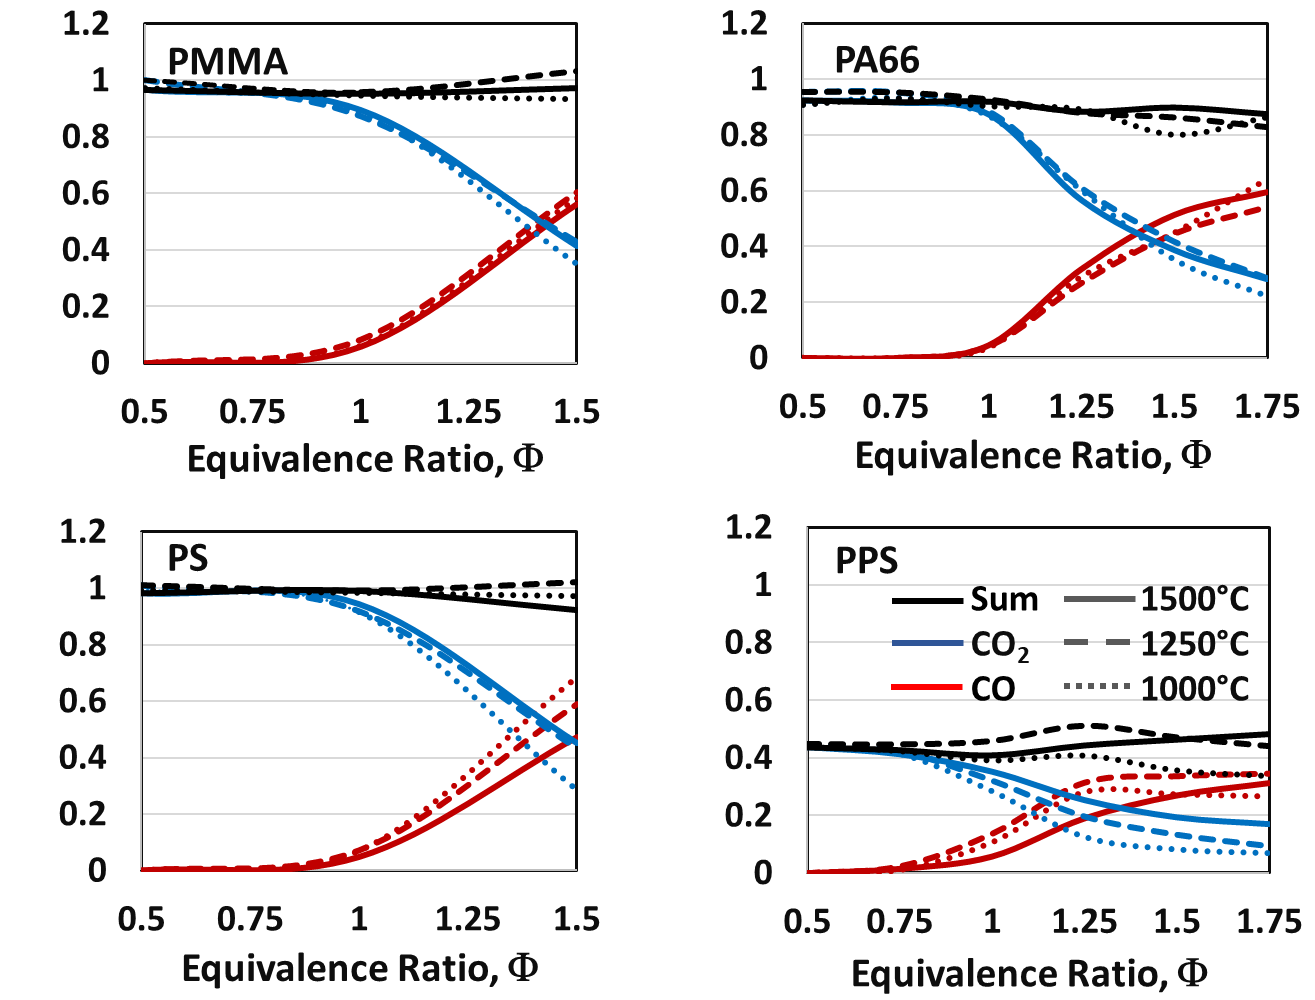 PMMA
1.2
1
0.8
0.6
0.4
0.2
0
0.5 0.75 1 1.25 1.5
Equivalence Ratio, Φ
PA66
1.2
1
0.8
0.6
0.4
0.2
0
0.5 0.75 1 1.25 1.5 1.75
Equivalence Ratio, Φ
PS
1.2
1
0.8
0.6
0.4
0.2
0
0.5 0.75 1 1.25 1.5
Equivalence Ratio, Φ
PPS
1.2
1
0.8
0.6
0.4
0.2
0
Sum 1500°C
CO₂ 1250°C
CO 1000°C
0.5 0.75 1 1.25 1.5 1.75
Equivalence Ratio, Φ